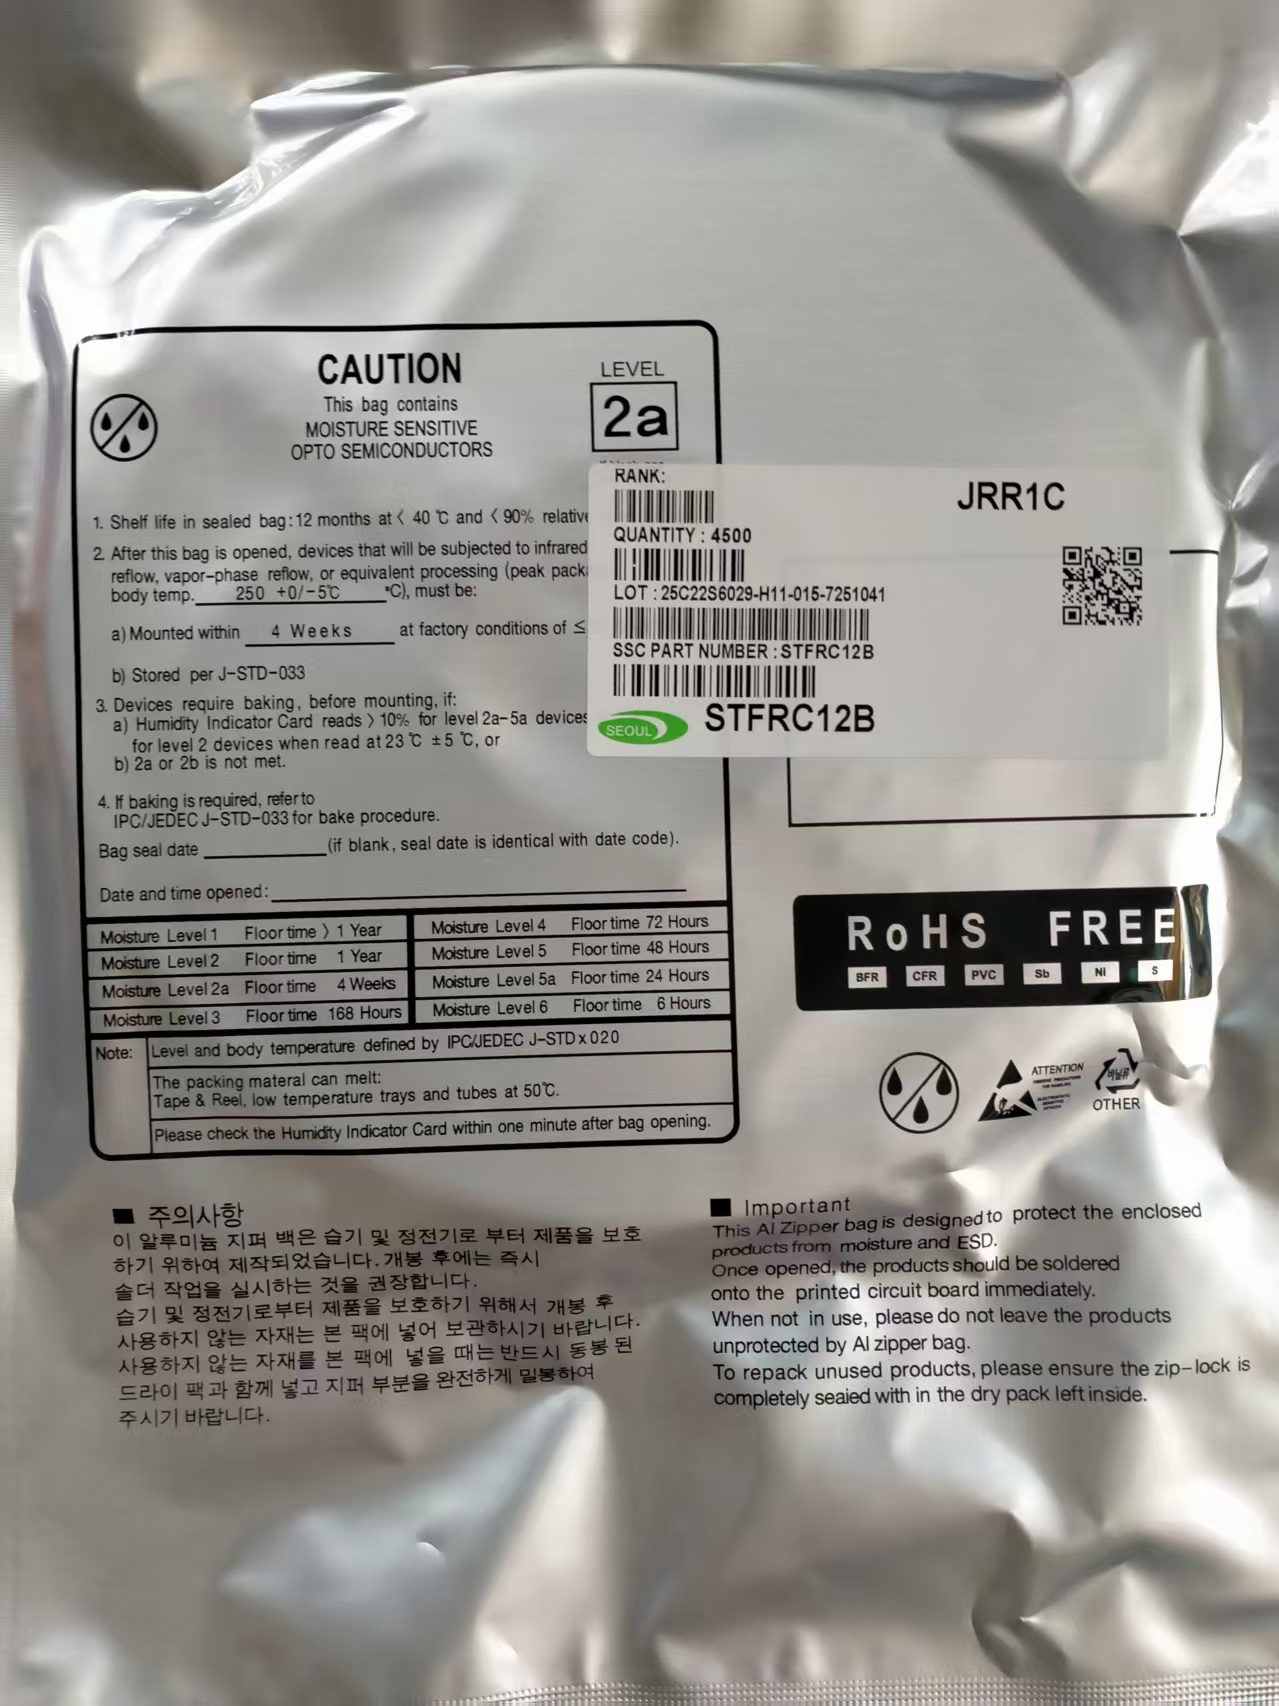 CAUTION
This bag contains
MOISTURE SENSITIVE
OPTO SEMICONDUCTORS
LEVEL
2a
1. Shelf life in sealed bag:12 months at < 40 ℃ and < 90% relative
2. After this bag is opened, devices that will be subjected to infrared
reflow, vapor-phase reflow, or equivalent processing (peak
body temp. 250 +0/-5℃ °C), must be:
a) Mounted within 4 Weeks at factory conditions of ≤
b) Stored per J-STD-033
3. Devices require baking, before mounting, if:
a) Humidity Indicator Card reads > 10% for level 2a-5a devices
for level 2 devices when read at 23 ℃ ±5 ℃, or
b) 2a or 2b is not met.
4. If baking is required, refer to
IPC/JEDEC J-STD-033 for bake procedure.
Bag seal date (if blank, seal date is identical with date code).
Date and time opened:
Moisture Level 1 Floor time > 1 Year
Moisture Level 2 Floor time 1 Year
Moisture Level 2a Floor time 4 Weeks
Moisture Level 3 Floor time 168 Hours
Moisture Level 4 Floor time 72 Hours
Moisture Level 5 Floor time 48 Hours
Moisture Level 5a Floor time 24 Hours
Moisture Level 6 Floor time 6 Hours
Note: Level and body temperature defined by IPC/JEDEC J-STD x 020
The packing materal can melt:
Tape & Reel, low temperature trays and tubes at 50℃.
Please check the Humidity Indicator Card within one minute after bag opening.
RANK:
JRR1C
QUANTITY : 4500
LOT : 25C22S6029-H11-015-7251041
SSC PART NUMBER : STFRC12B
SEOUL
STFRC12B
RoHS FREE
BFR CFR PVC Sb Ni S
ATTENTION
OBSERVE PRECAUTIONS
FOR HANDLING
ELECTROSTATIC
SENSITIVE
DEVICES
비닐류
OTHER
■ 주의사항
이 알루미늄 지퍼 백은 습기 및 정전기로 부터 제품을 보호
하기 위하여 제작되었습니다. 개봉 후에는 즉시
솔더 작업을 실시하는 것을 권장합니다.
습기 및 정전기로부터 제품을 보호하기 위해서 개봉 후
사용하지 않는 자재는 본 팩에 넣어 보관하시기 바랍니다.
사용하지 않는 자재를 본 팩에 넣을 때는 반드시 동봉 된
드라이 팩과 함께 넣고 지퍼 부분을 완전하게 밀봉하여
주시기 바랍니다.
■ Important
This Al Zipper bag is designed to protect the enclosed
products from moisture and ESD.
Once opened, the products should be soldered
onto the printed circuit board immediately.
When not in use, please do not leave the products
unprotected by Al zipper bag.
To repack unused products, please ensure the zip-lock is
completely seaied with in the dry pack left inside.